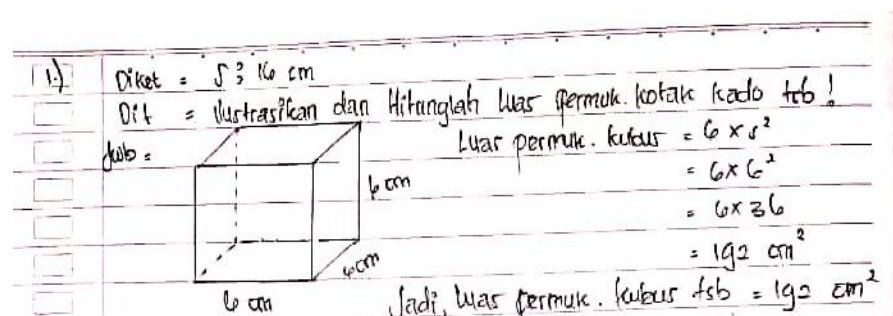 1.) Diket = S : 16 cm
Dit = Ilustrasikan dan Hitunglah luas permuk. kotak kado tsb !
Jwb =
Luas permuk. kubus = 6 x s²
= 6 x 6²
6 cm
= 6 x 36
6 cm
= 192 cm²
6 cm
Jadi, luas permuk. kubus tsb = 192 cm²